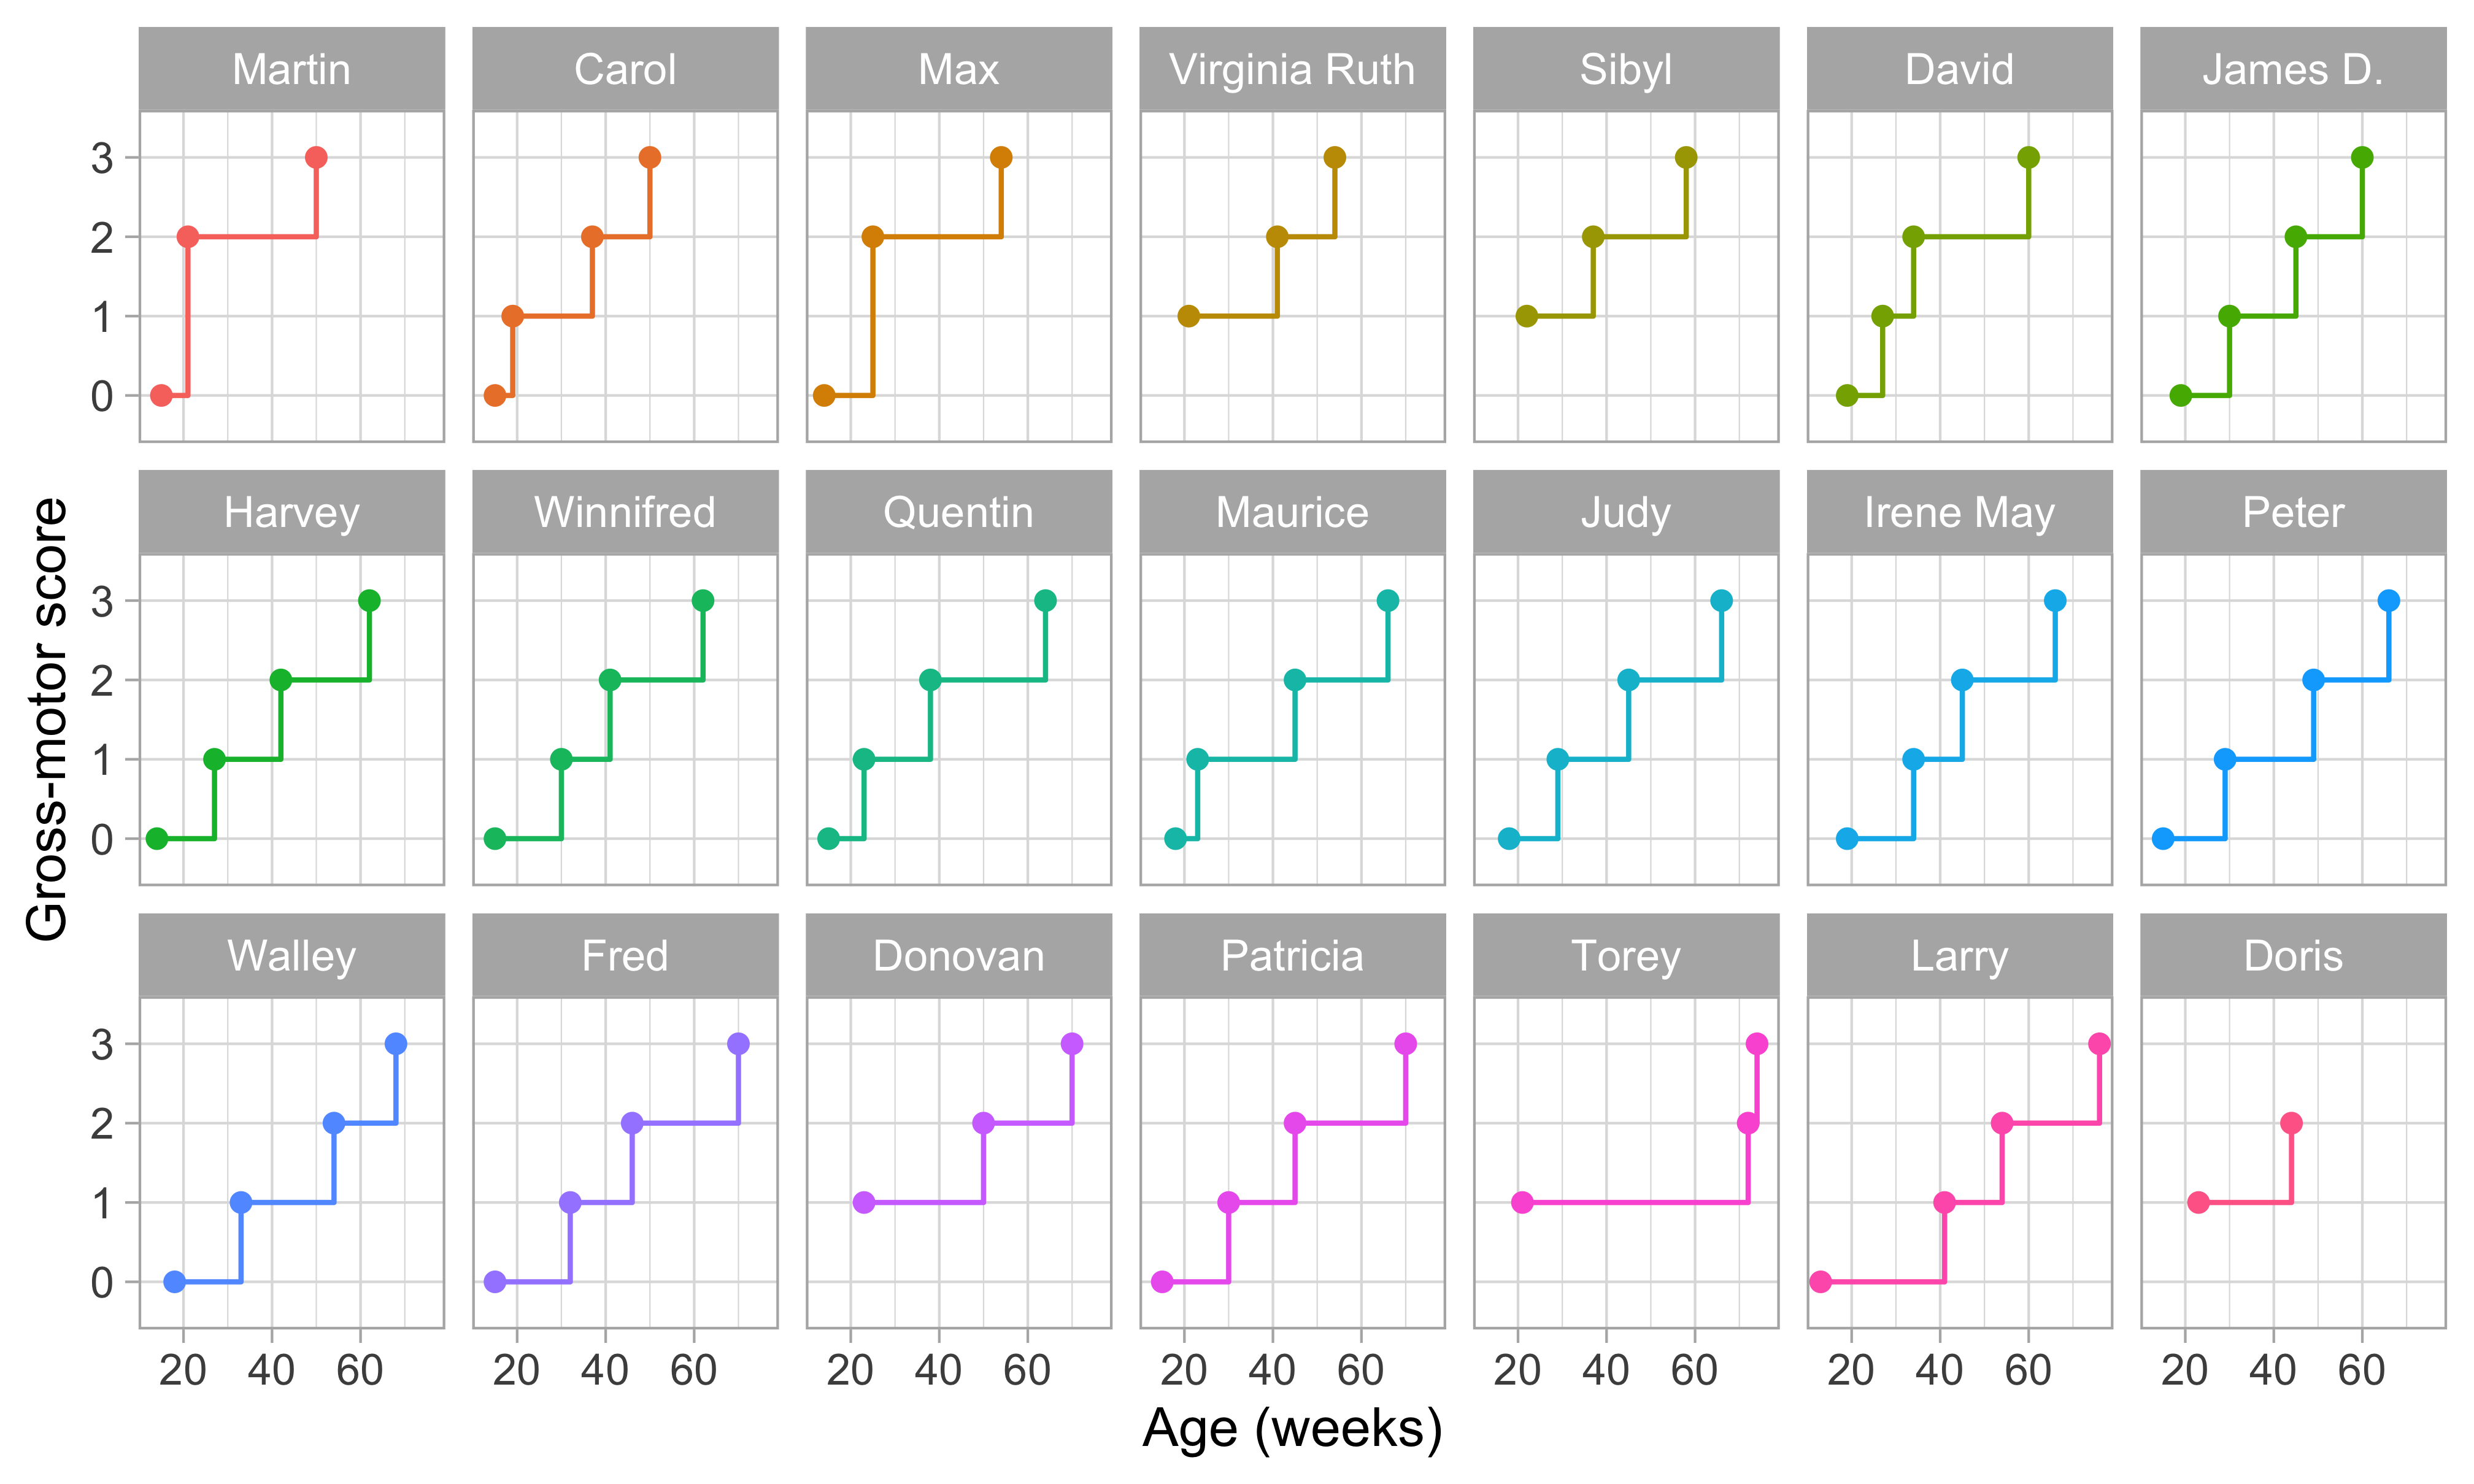 Martin Carol Max Virginia Ruth Sibyl David James D.
3
2
1
0
Harvey Winnifred Quentin Maurice Judy Irene May Peter
3
2
1
0
Gross-motor score
Walley Fred Donovan Patricia Torey Larry Doris
3
2
1
0
20 40 60 20 40 60 20 40 60 20 40 60 20 40 60 20 40 60 20 40 60
Age (weeks)